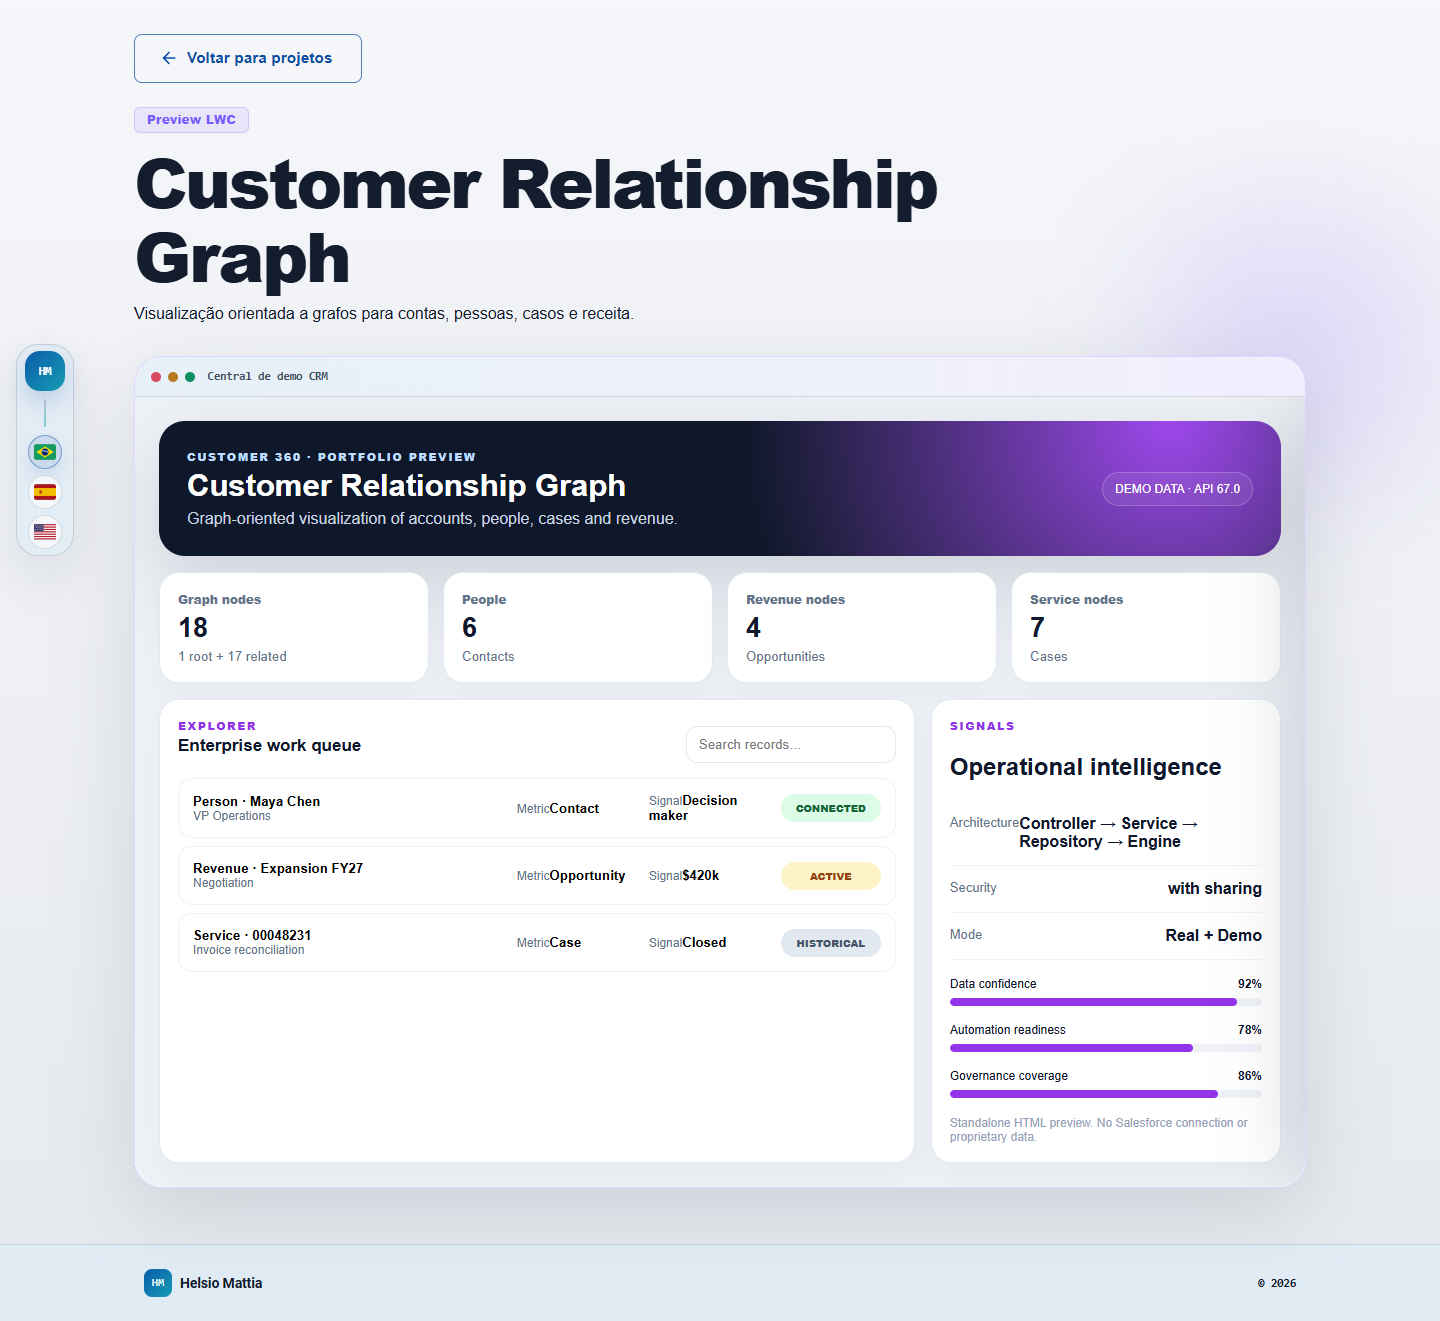 Voltar para projetos
Preview LWC
Customer Relationship
Graph
Visualização orientada a grafos para contas, pessoas, casos e receita.
HM
Central de demo CRM
CUSTOMER 360 · PORTFOLIO PREVIEW
Customer Relationship Graph
Graph-oriented visualization of accounts, people, cases and revenue.
DEMO DATA · API 67.0
Graph nodes
18
1 root + 17 related
People
6
Contacts
Revenue nodes
4
Opportunities
Service nodes
7
Cases
EXPLORER
Enterprise work queue
Search records...
Person · Maya Chen
VP Operations
MetricContact
SignalDecision
maker
CONNECTED
Revenue · Expansion FY27
Negotiation
MetricOpportunity
Signal$420k
ACTIVE
Service · 00048231
Invoice reconciliation
MetricCase
SignalClosed
HISTORICAL
SIGNALS
Operational intelligence
ArchitectureController → Service →
Repository → Engine
Security with sharing
Mode Real + Demo
Data confidence 92%
Automation readiness 78%
Governance coverage 86%
Standalone HTML preview. No Salesforce connection or
proprietary data.
HM Helsio Mattia
© 2026